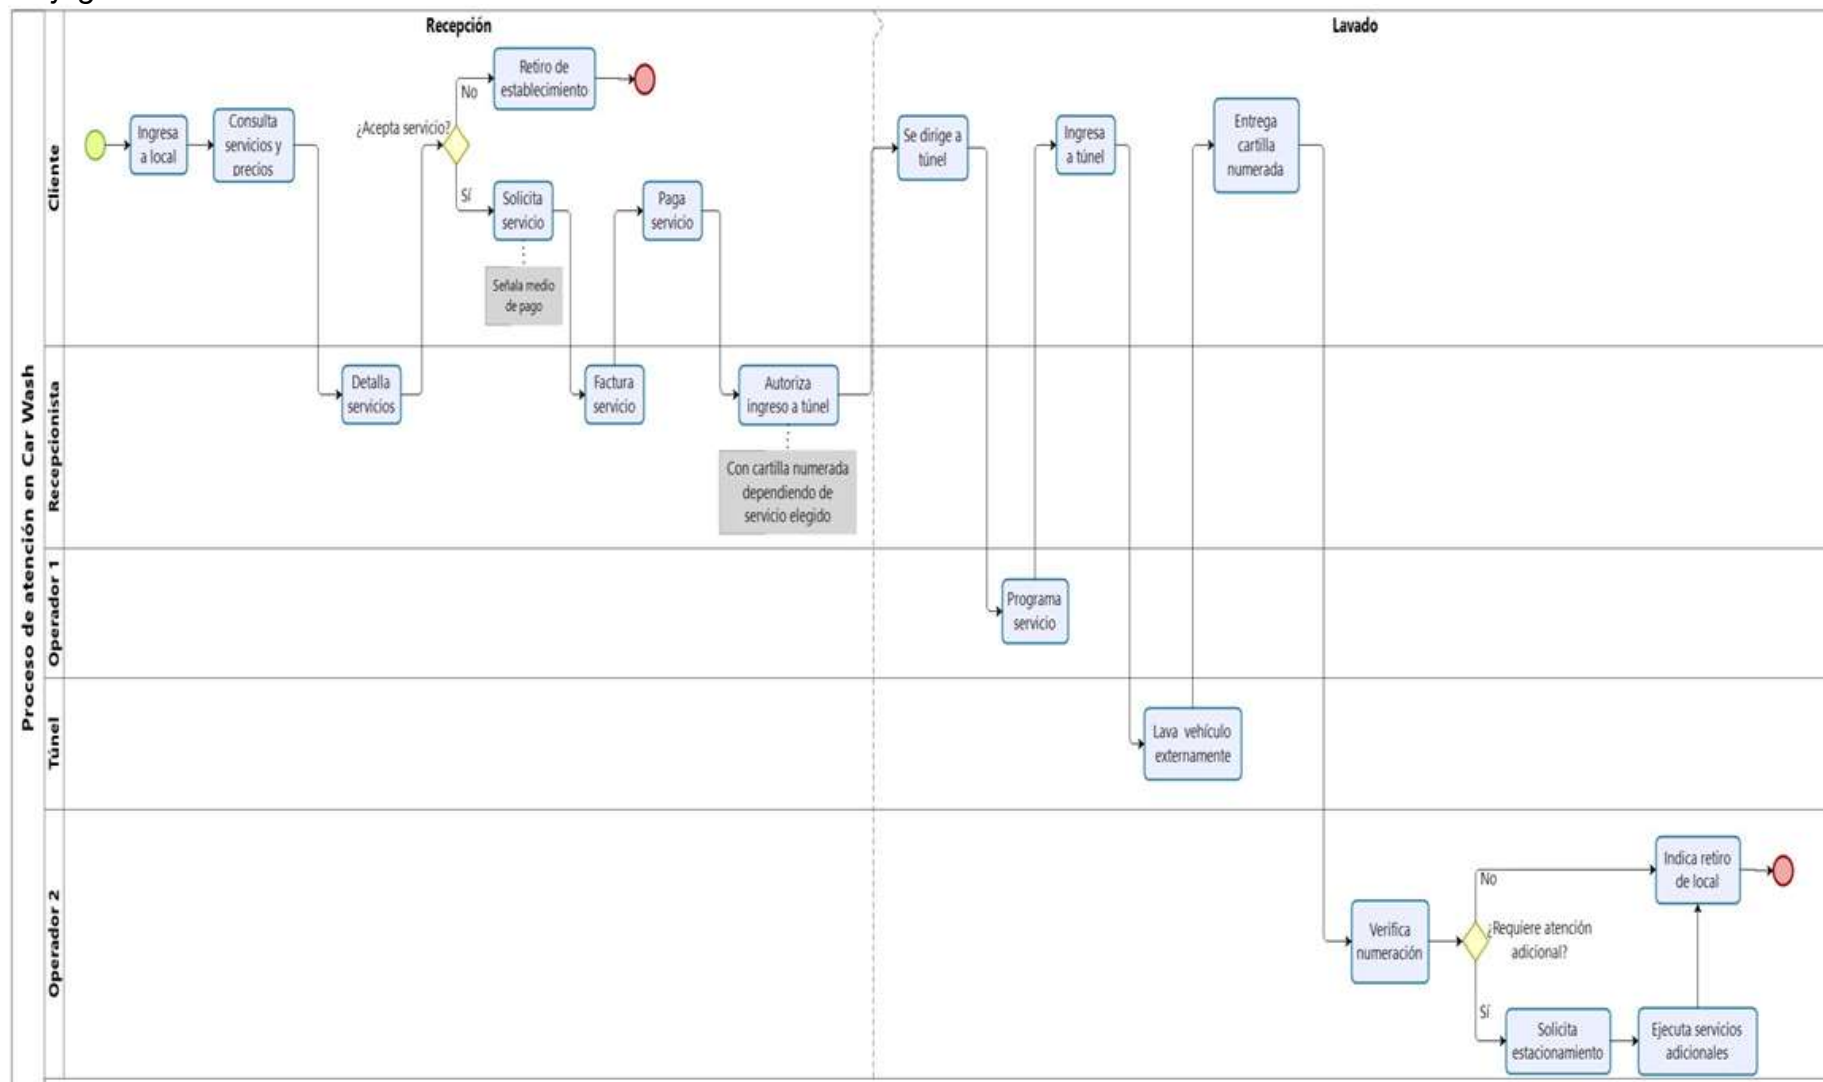 Recepción
Lavado
Proceso de atención en Car Wash
Cliente
Ingresa
a local
Consulta
servicios y
precios
¿Acepta servicio?
No
Retiro de
establecimiento
Sí
Solicita
servicio
Señala medio
de pago
Paga
servicio
Se dirige a
túnel
Ingresa
a túnel
Entrega
cartilla
numerada
Recepcionista
Detalla
servicios
Factura
servicio
Autoriza
ingreso a túnel
Con cartilla numerada
dependiendo de
servicio elegido
Operador 1
Programa
servicio
Túnel
Lava vehículo
externamente
Operador 2
Verifica
numeración
¿Requiere atención
adicional?
No
Indica retiro
de local
Sí
Solicita
estacionamiento
Ejecuta servicios
adicionales